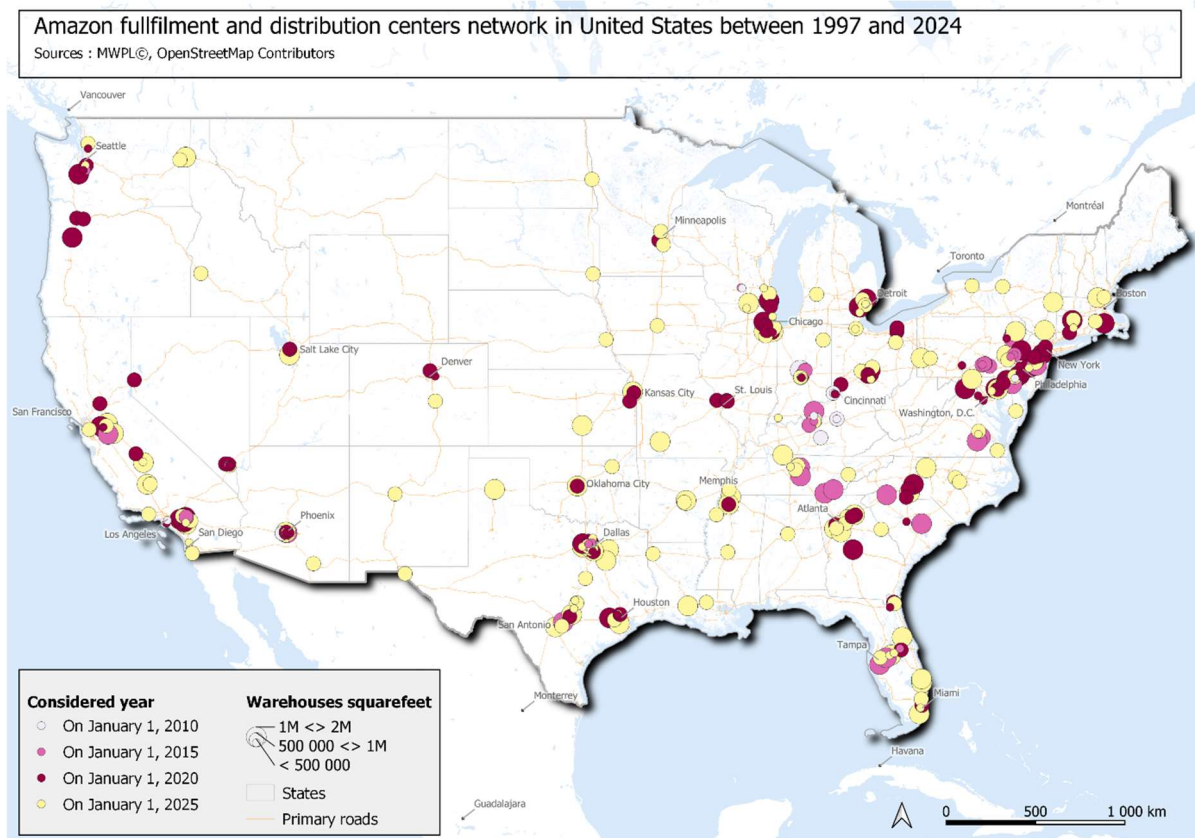 Amazon fullfilment and distribution centers network in United States between 1997 and 2024
Sources : MWPL©, OpenStreetMap Contributors
Vancouver
Seattle
Montréal
Minneapolis
Toronto
Detroit
Boston
Chicago
Salt Lake City
Denver
New York
Kansas City
St. Louis
Philadelphia
Cincinnati
San Francisco
Washington, D.C.
Oklahoma City
Memphis
Phoenix
Atlanta
Los Angeles
San Diego
Dallas
Houston
San Antonio
Tampa
Miami
Monterrey
Havana
Guadalajara
Considered year
On January 1, 2010
On January 1, 2015
On January 1, 2020
On January 1, 2025
Warehouses squarefeet
1M <> 2M
500 000 <> 1M
< 500 000
States
Primary roads
0 500 1 000 km